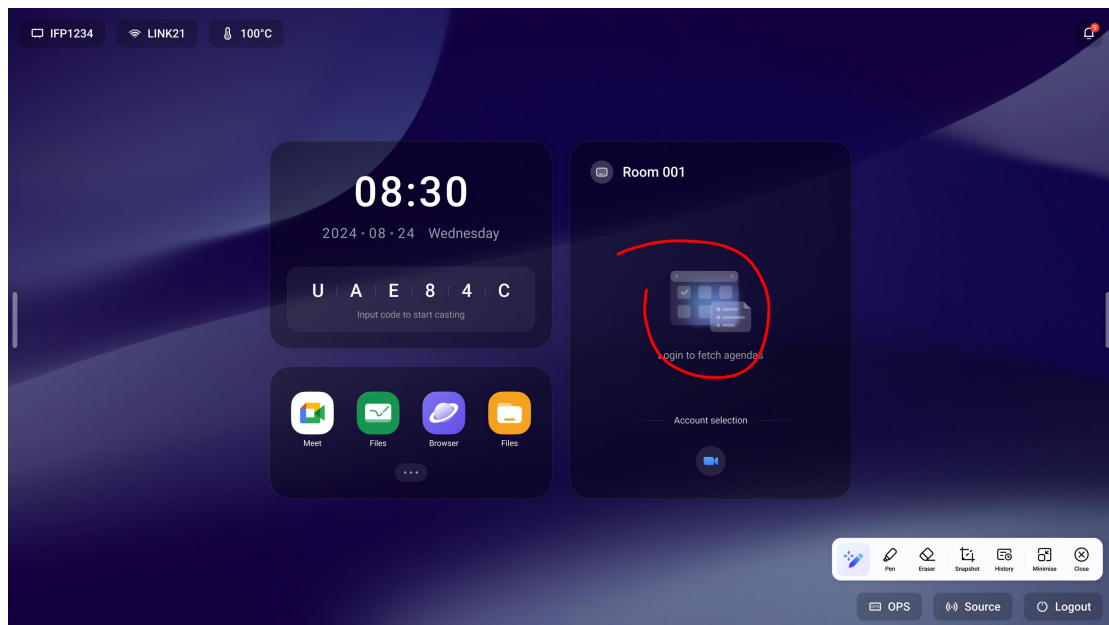 IFP1234
LINK21
100°C
9
08:30
2024·08·24 Wednesday
U A E 8 4 C
Input code to start casting
Meet
Files
Browser
Files
Room 001
Login to fetch agendas
Account selection
Pen
Eraser
Snapshot
History
Minimise
Close
OPS
Source
Logout